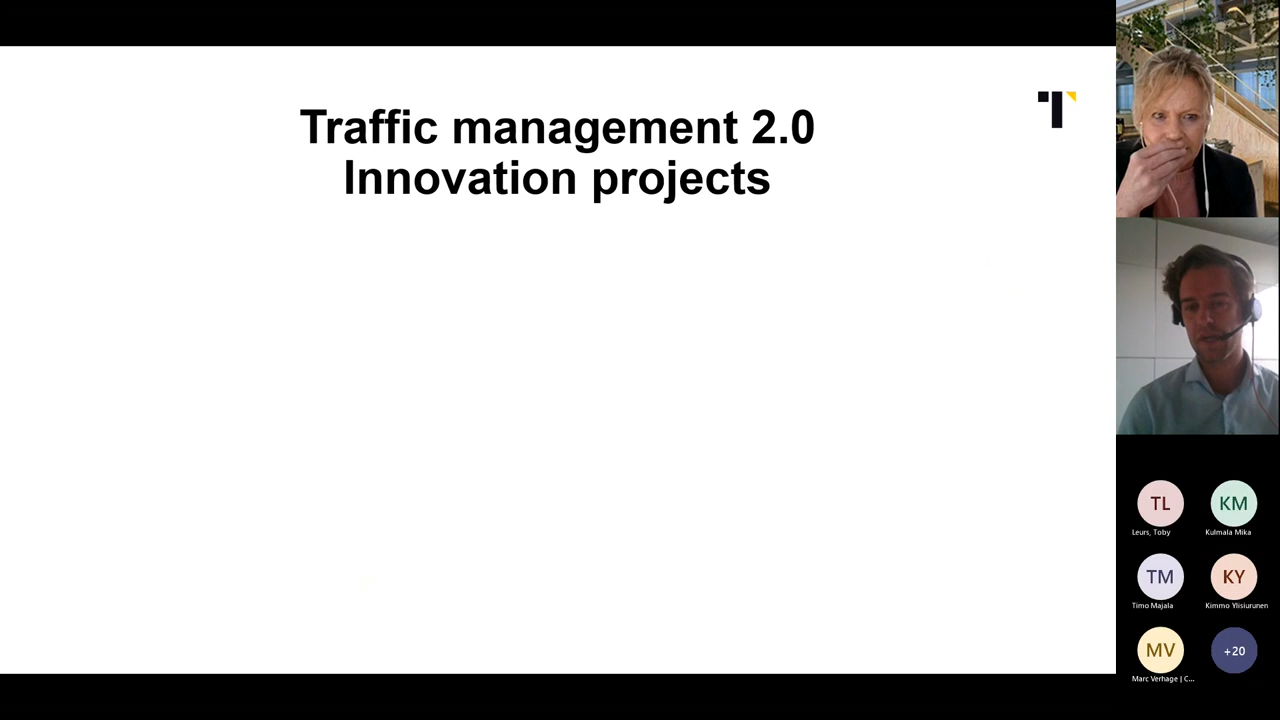 Traffic management 2.0
Innovation projects
TL
KM
Leurs, Toby
Kulmala Mika
TM
KY
Timo Majala
Kimmo Ylisiurunen
MV
+20
Marc Verhage | C...